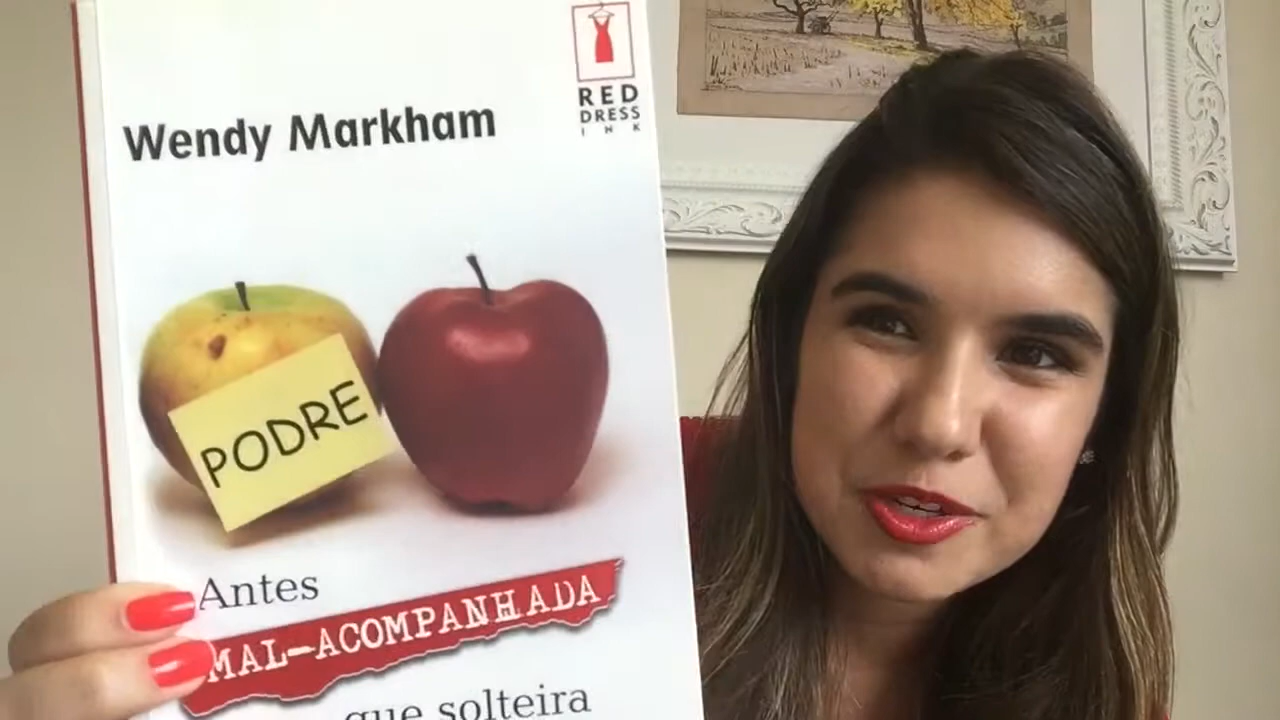 RED
DRESS
INK
Wendy Markham
PODRE
Antes
MAL-ACOMPANHADA
que solteira